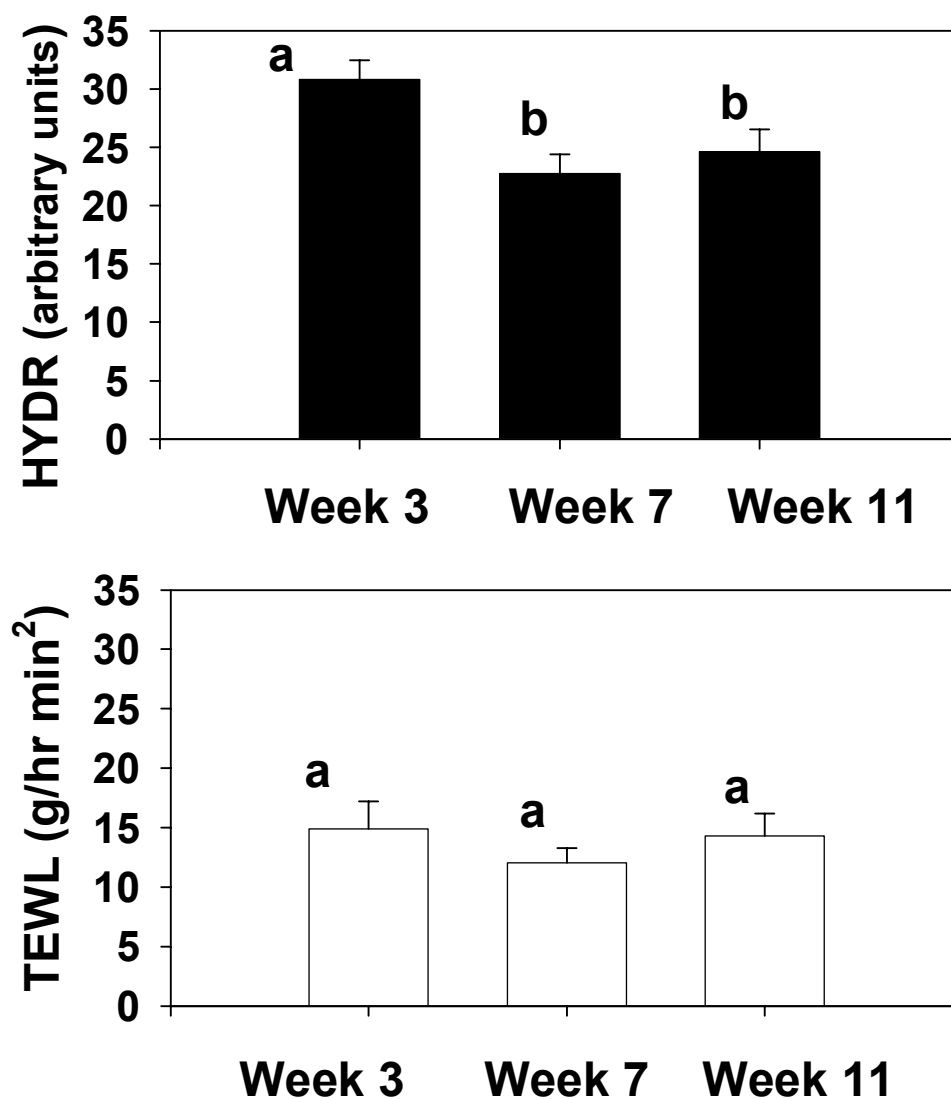 HYDR (arbitrary units)
35
30
25
20
15
10
5
0
a
b
b
Week 3
Week 7
Week 11
TEWL (g/hr min²)
35
30
25
20
15
10
5
0
a
a
a
Week 3
Week 7
Week 11